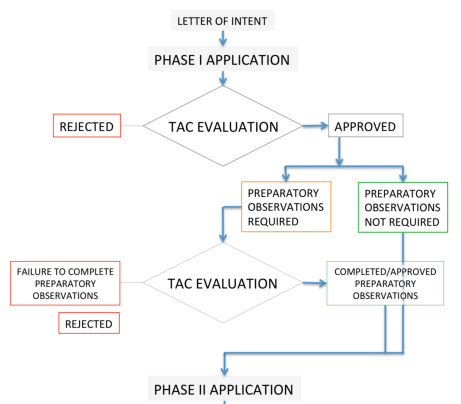 LETTER OF INTENT
PHASE I APPLICATION
REJECTED
TAC EVALUATION
APPROVED
PREPARATORY
OBSERVATIONS
REQUIRED
PREPARATORY
OBSERVATIONS
NOT REQUIRED
FAILURE TO COMPLETE
PREPARATORY
OBSERVATIONS
REJECTED
TAC EVALUATION
COMPLETED/APPROVED
PREPARATORY
OBSERVATIONS
PHASE II APPLICATION